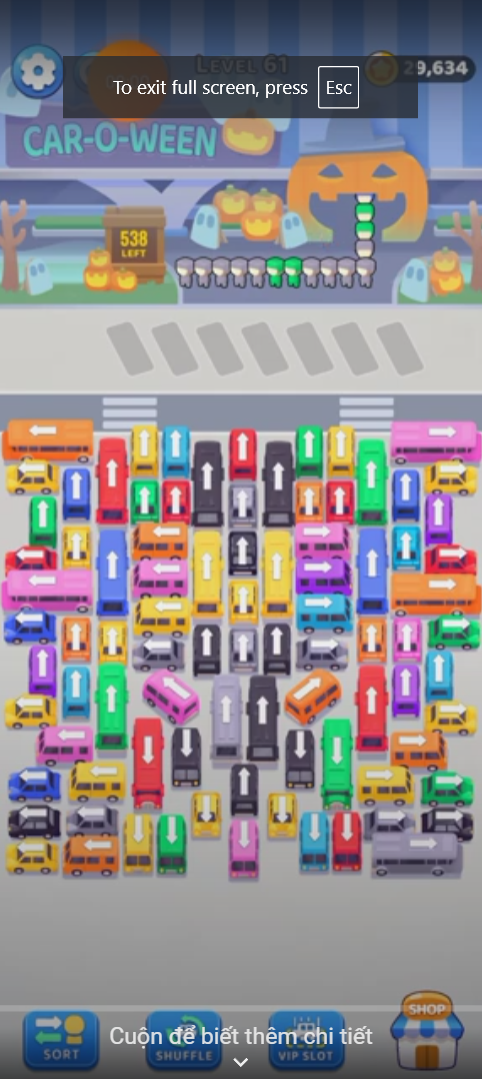 LEVEL 61
29,634
To exit full screen, press Esc
CAR-O-WEEN
538
LEFT
SHOP
Cuộn để biết thêm chi tiết
SORT
SHUFFLE
VIP SLOT